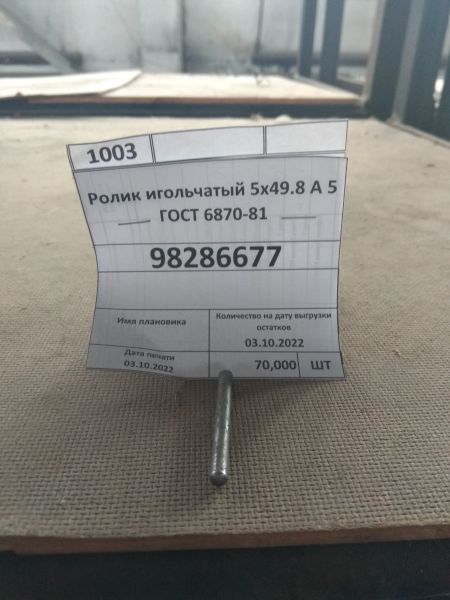 1003
Ролик игольчатый 5х49.8 А 5
ГОСТ 6870-81
98286677
Имя плановика
Количество на дату выгрузки
остатков
03.10.2022
Дата печати
03.10.2022
70,000 ШТ